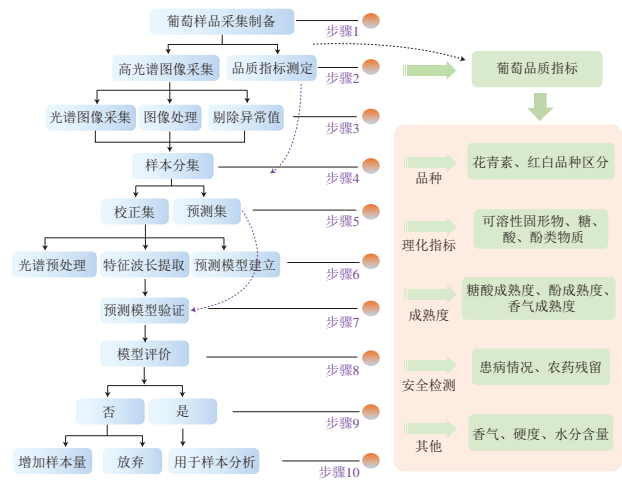 葡萄样品采集制备
步骤1
高光谱图像采集
品质指标测定
步骤2
葡萄品质指标
光谱图像采集
图像处理
剔除异常值
步骤3
样本分集
步骤4
品种
花青素、红白品种区分
校正集
预测集
步骤5
理化指标
可溶性固形物、糖、
酸、酚类物质
光谱预处理
特征波长提取
预测模型建立
步骤6
成熟度
糖酸成熟度、酚成熟度、
香气成熟度
预测模型验证
步骤7
模型评价
步骤8
安全检测
患病情况、农药残留
否
是
步骤9
其他
香气、硬度、水分含量
增加样本量
放弃
用于样本分析
步骤10